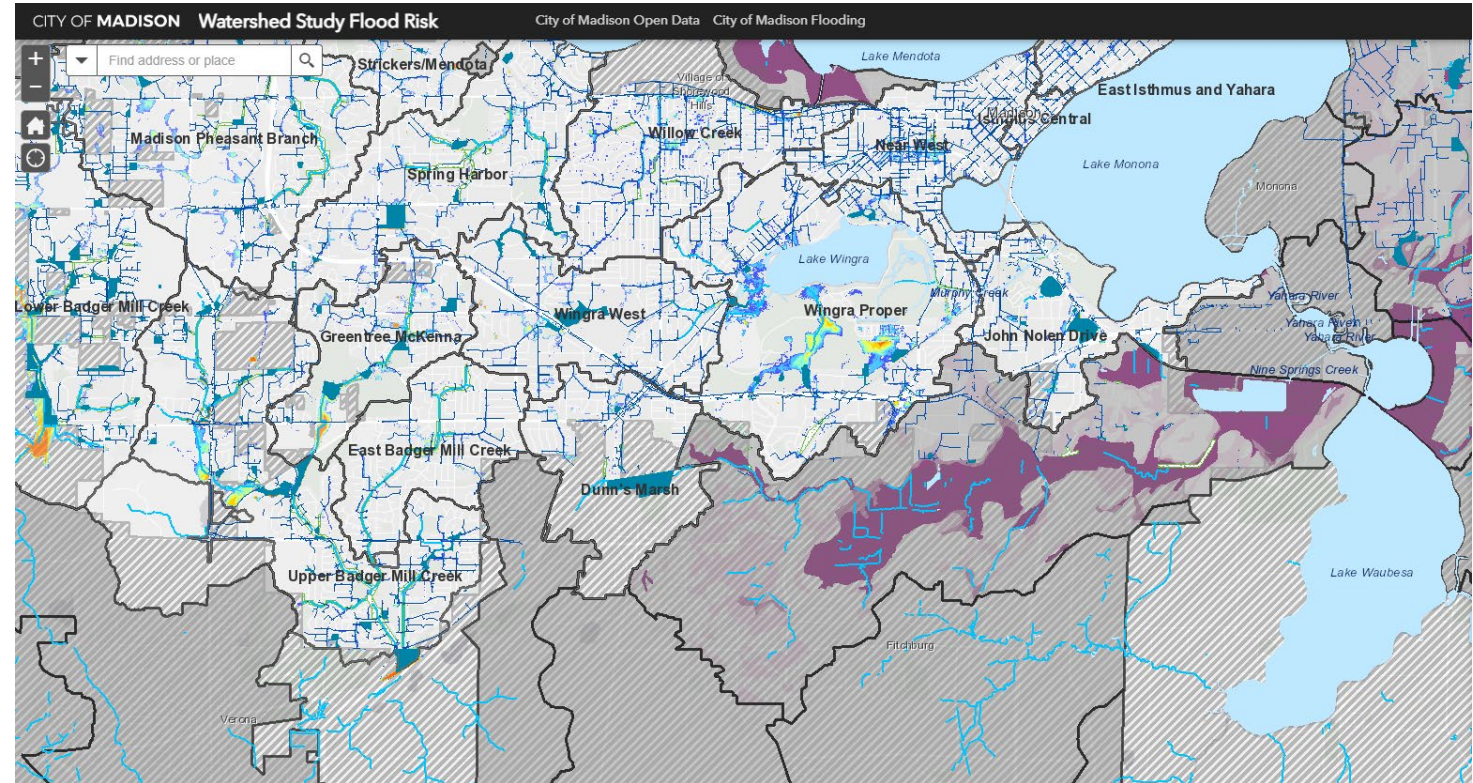 CITY OF MADISON Watershed Study Flood Risk
City of Madison Open Data City of Madison Flooding
+
−
Find address or place
Strickers/Mendota
Lake Mendota
Village of
Shorewood
Hills
East Isthmus and Yahara
Madison
Isthmus Central
Madison Pheasant Branch
Willow Creek
Near West
Spring Harbor
Lake Monona
Monona
Lake Wingra
Murphy Creek
Yahara River
Lower Badger Mill Creek
Wingra West
Wingra Proper
Yahara River
Greentree McKenna
John Nolen Drive
Yahara River
Nine Springs Creek
East Badger Mill Creek
Dunn's Marsh
Upper Badger Mill Creek
Lake Waubesa
Fitchburg
Verona